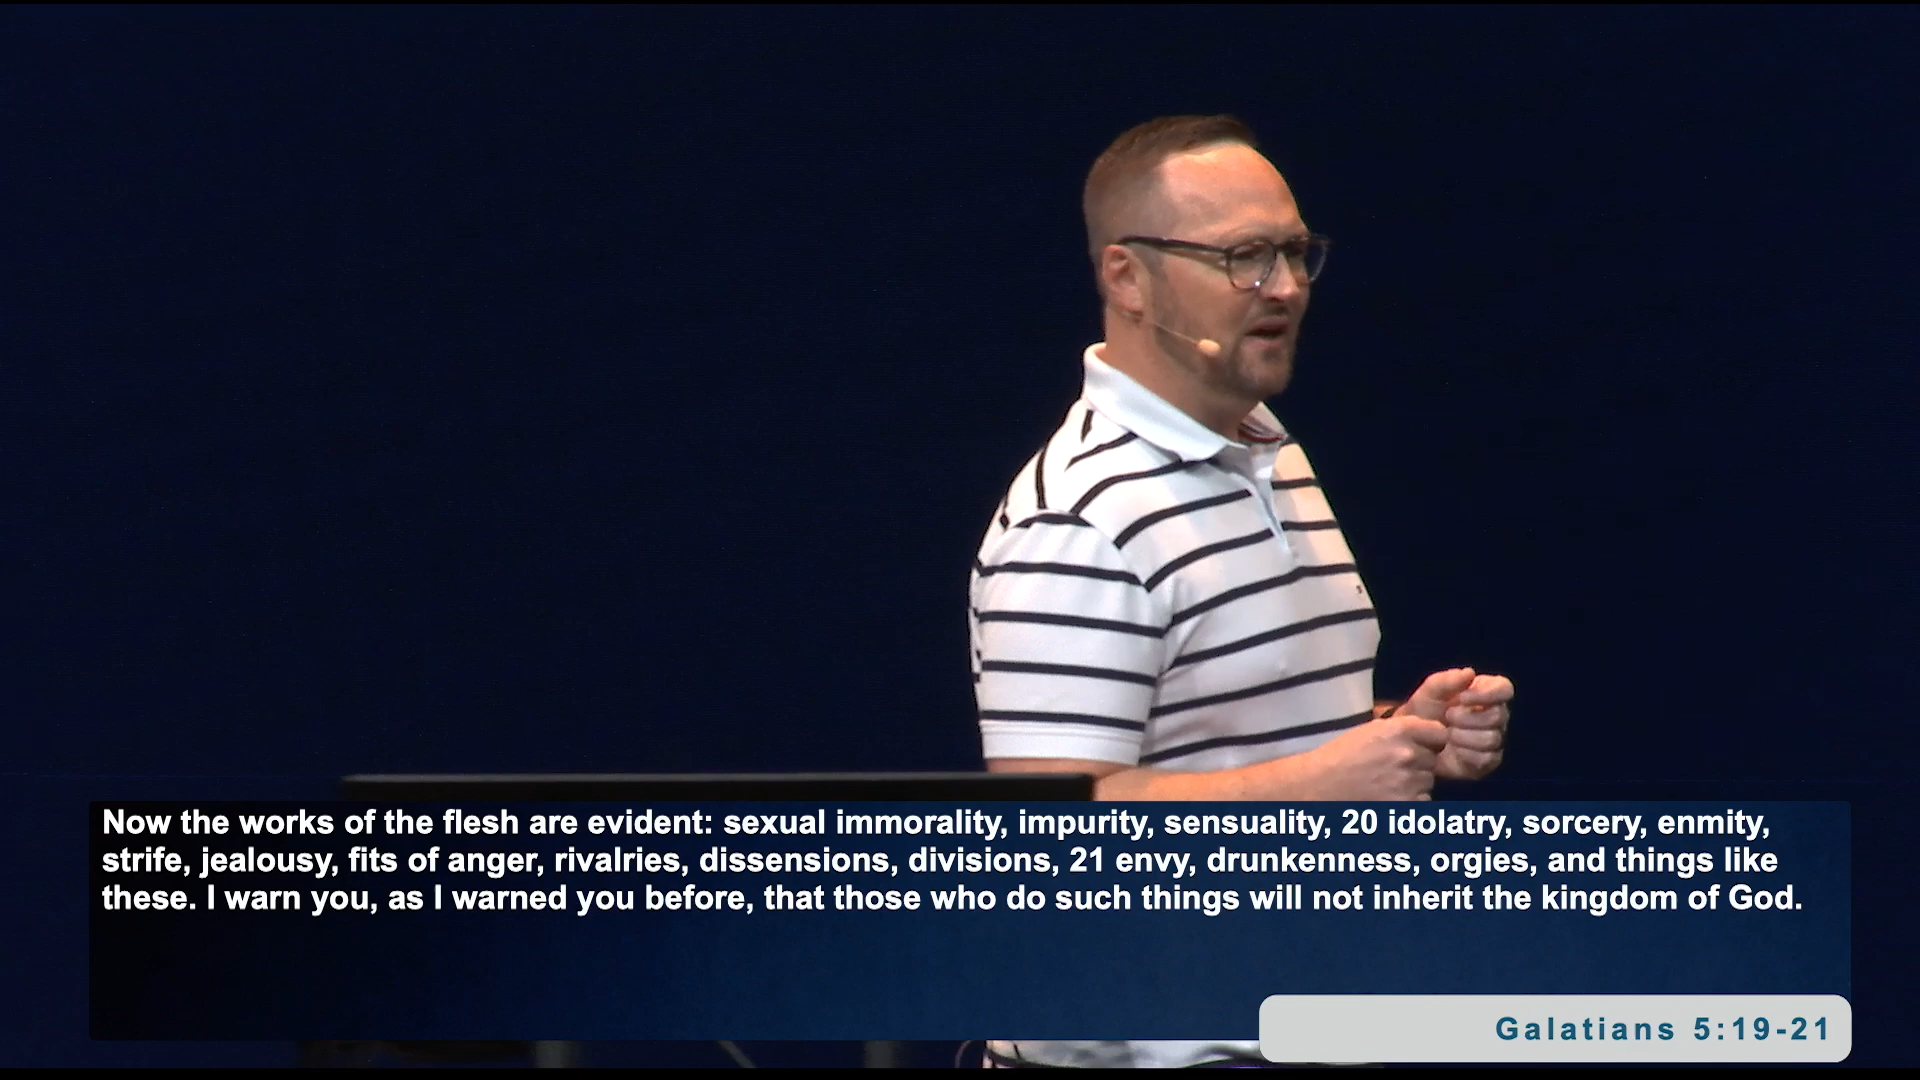 Now the works of the flesh are evident: sexual immorality, impurity, sensuality, 20 idolatry, sorcery, enmity,
strife, jealousy, fits of anger, rivalries, dissensions, divisions, 21 envy, drunkenness, orgies, and things like
these. I warn you, as I warned you before, that those who do such things will not inherit the kingdom of God.
Galatians 5:19-21